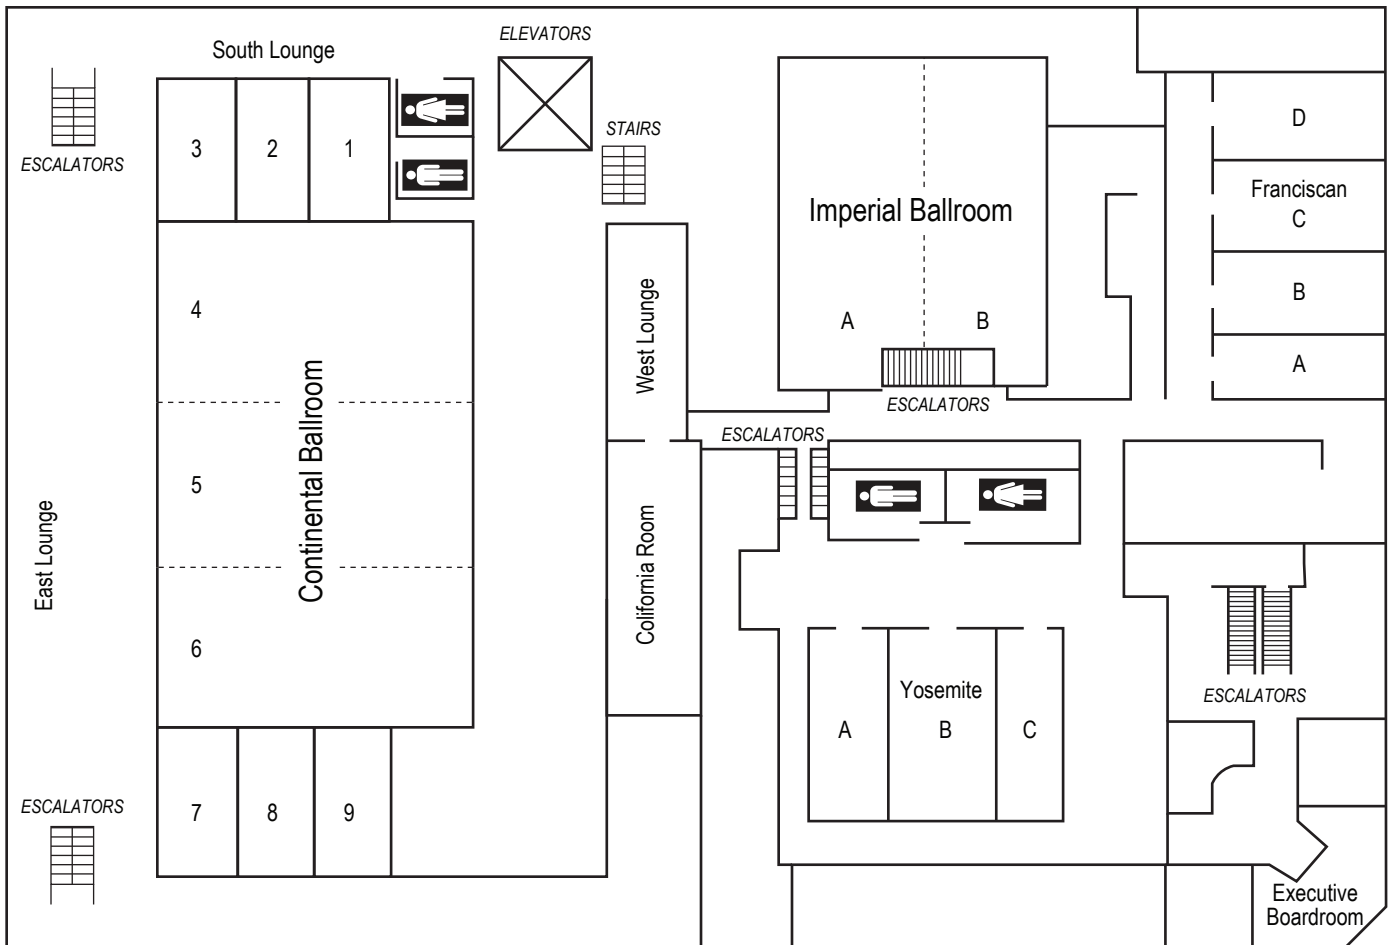 ELEVATORS
South Lounge
STAIRS
ESCALATORS
3
2
1
D
Franciscan
C
Imperial Ballroom
B
A
A
B
4
West Lounge
ESCALATORS
ESCALATORS
Continental Ballroom
5
East Lounge
Colifornia Room
6
Yosemite
A
B
C
ESCALATORS
ESCALATORS
7
8
9
Executive
Boardroom